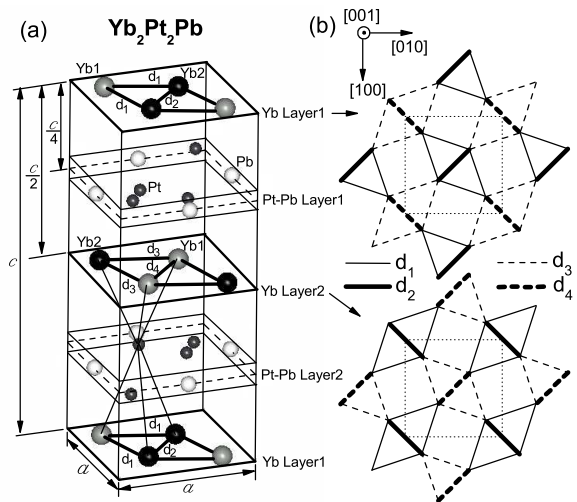 (a)
Yb₂Pt₂Pb
Yb1
Yb2
d₁
d₁
d₂
Yb Layer1
c/4
c/2
c
Pb
Pt
Pt-Pb Layer1
Yb2
Yb1
d₃
d₄
d₃
Yb Layer2
Pt-Pb Layer2
d₁
d₁
d₂
Yb Layer1
a
a
(b)
[001]
[010]
[100]
d₁
d₂
d₃
d₄